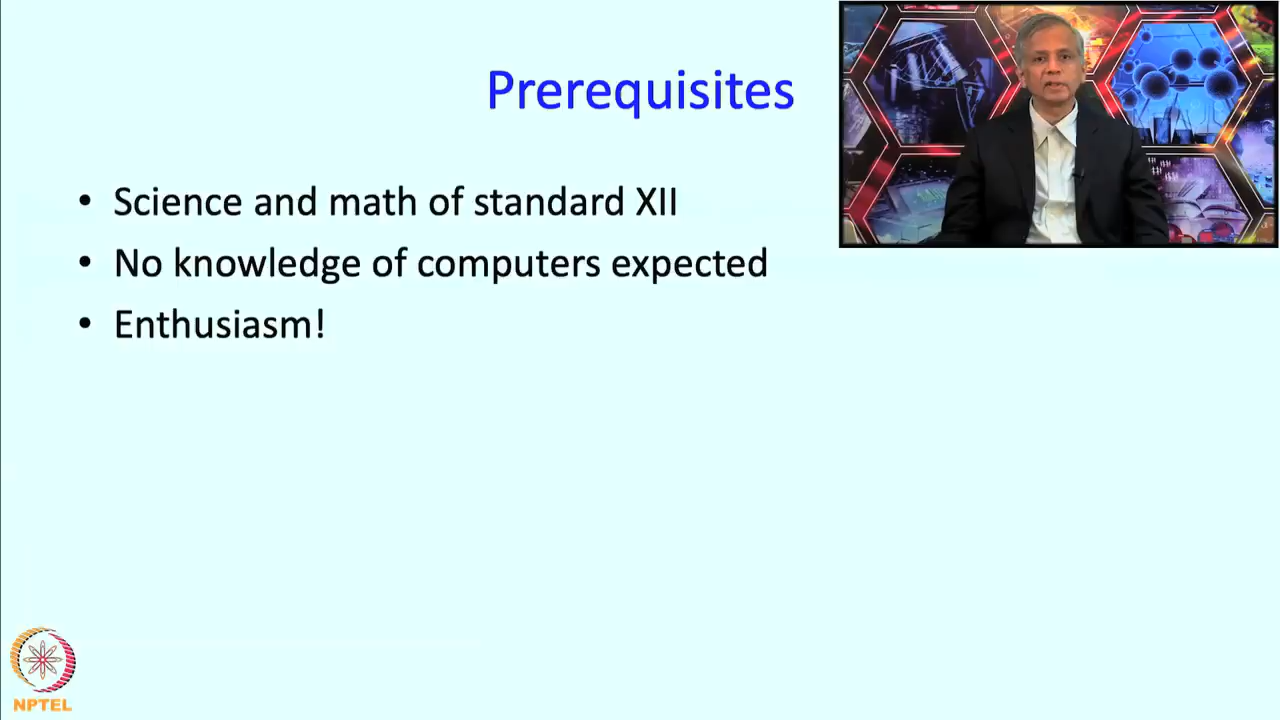 Prerequisites
• Science and math of standard XII
• No knowledge of computers expected
• Enthusiasm!
NPTEL